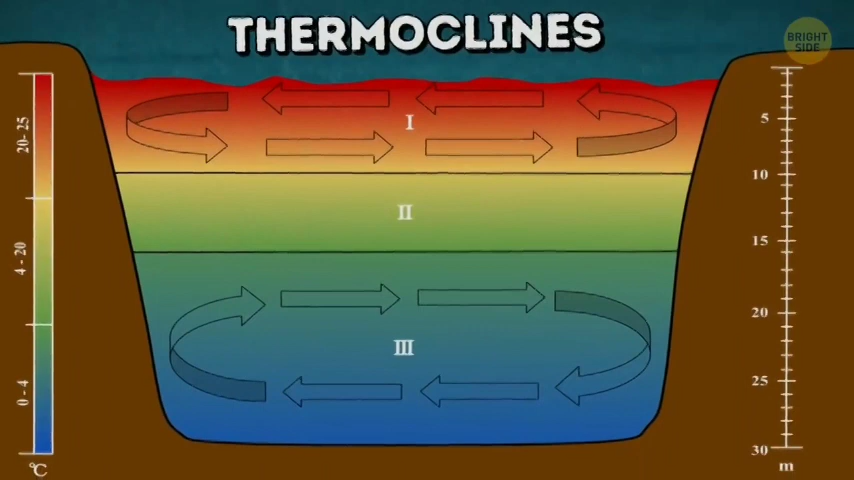 THERMOCLINES
BRIGHT
SIDE
20-25
4-20
0-4
°C
I
II
III
5
10
15
20
25
30
m